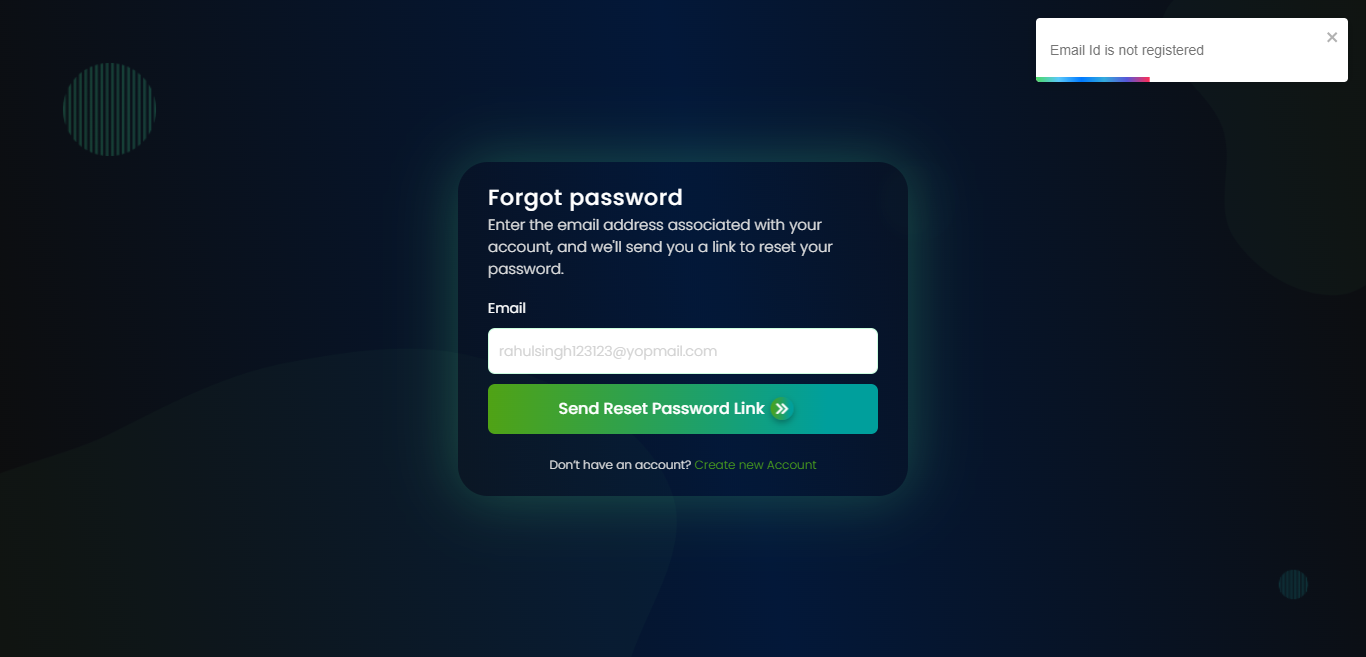 Email Id is not registered
Forgot password
Enter the email address associated with your
account, and we'll send you a link to reset your
password.
Email
rahulsingh123123@yopmail.com
Send Reset Password Link
Don't have an account? Create new Account